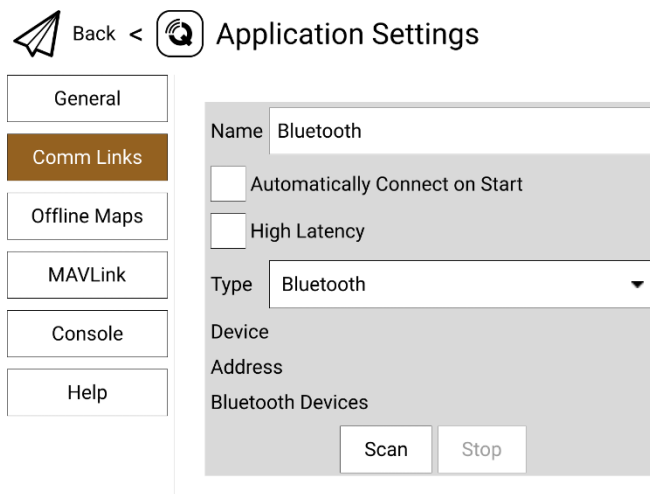 Back < Application Settings
General
Comm Links
Offline Maps
MAVLink
Console
Help
Name Bluetooth
Automatically Connect on Start
High Latency
Type Bluetooth
Device
Address
Bluetooth Devices
Scan Stop